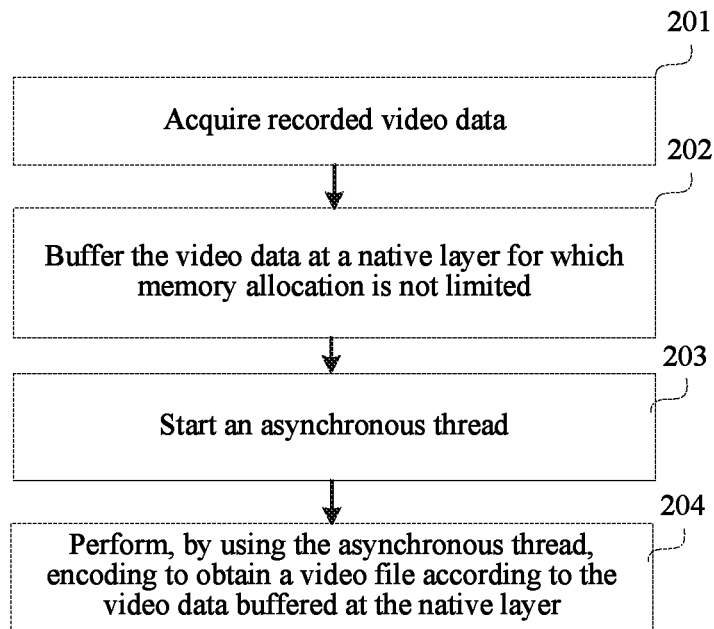 201
Acquire recorded video data
202
Buffer the video data at a native layer for which
memory allocation is not limited
203
Start an asynchronous thread
204
Perform, by using the asynchronous thread,
encoding to obtain a video file according to the
video data buffered at the native layer